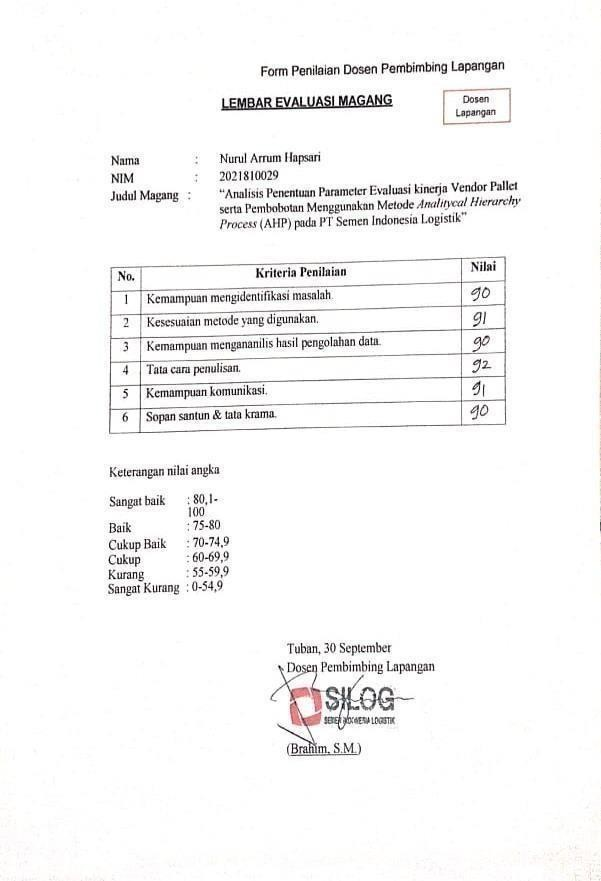 Form Penilaian Dosen Pembimbing Lapangan
LEMBAR EVALUASI MAGANG
Dosen
Lapangan
Nama : Nurul Arrum Hapsari
NIM : 2021810029
Judul Magang : “Analisis Penentuan Parameter Evaluasi kinerja Vendor Pallet
serta Pembobotan Menggunakan Metode Analitycal Hierarchy
Process (AHP) pada PT Semen Indonesia Logistik”
No. Kriteria Penilaian Nilai
1 Kemampuan mengidentifikasi masalah. 90
2 Kesesuaian metode yang digunakan. 91
3 Kemampuan mengananilis hasil pengolahan data. 90
4 Tata cara penulisan. 92
5 Kemampuan komunikasi. 91
6 Sopan santun & tata krama. 90
Keterangan nilai angka
Sangat baik : 80,1-
100
Baik : 75-80
Cukup Baik : 70-74,9
Cukup : 60-69,9
Kurang : 55-59,9
Sangat Kurang : 0-54,9
Tuban, 30 September
Dosen Pembimbing Lapangan
SILOG
SEMEN INDONESIA LOGISTIK
(Brahim, S.M.)